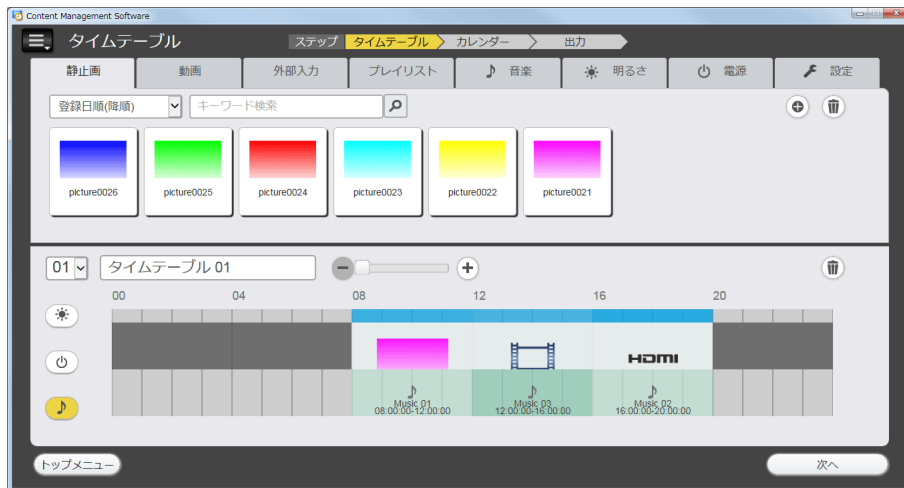 Content Management Software
タイムテーブル
ステップ タイムテーブル カレンダー 出力
静止画 動画 外部入力 プレイリスト 音楽 明るさ 電源 設定
登録日順(降順) キーワード検索
picture0026 picture0025 picture0024 picture0023 picture0022 picture0021
01 タイムテーブル 01
00 04 08 12 16 20
HDMI
Music 01 Music 03 Music 02
08:00:00-12:00:00 12:00:00-16:00:00 16:00:00-20:00:00
トップメニュー 次へ